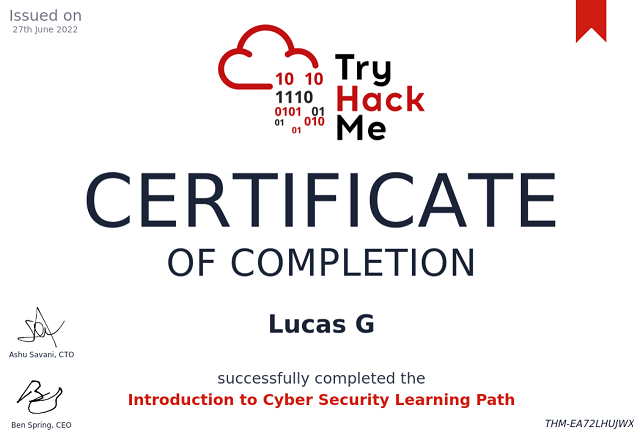 Issued on
27th June 2022
10 10
1110
0101 01
01 010
01
Try
Hack
Me
CERTIFICATE
OF COMPLETION
Lucas G
Ashu Savani, CTO
successfully completed the
Introduction to Cyber Security Learning Path
Ben Spring, CEO
THM-EA72LHUJWX